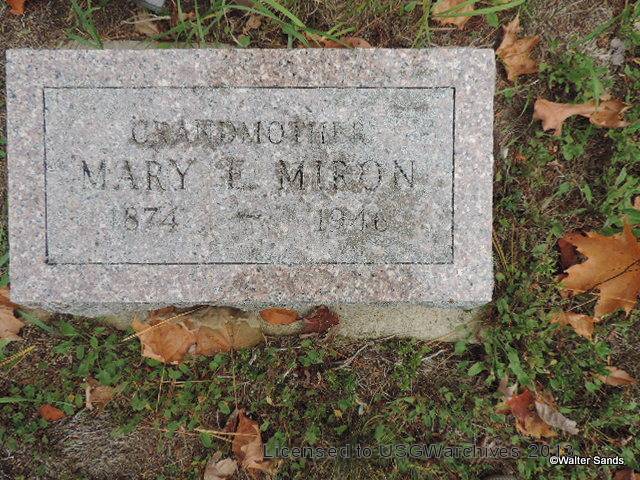 GRANDMOTHER
MARY E. MIRON
1874 - 1946
Licensed to USGWarchives 2013
©Walter Sands